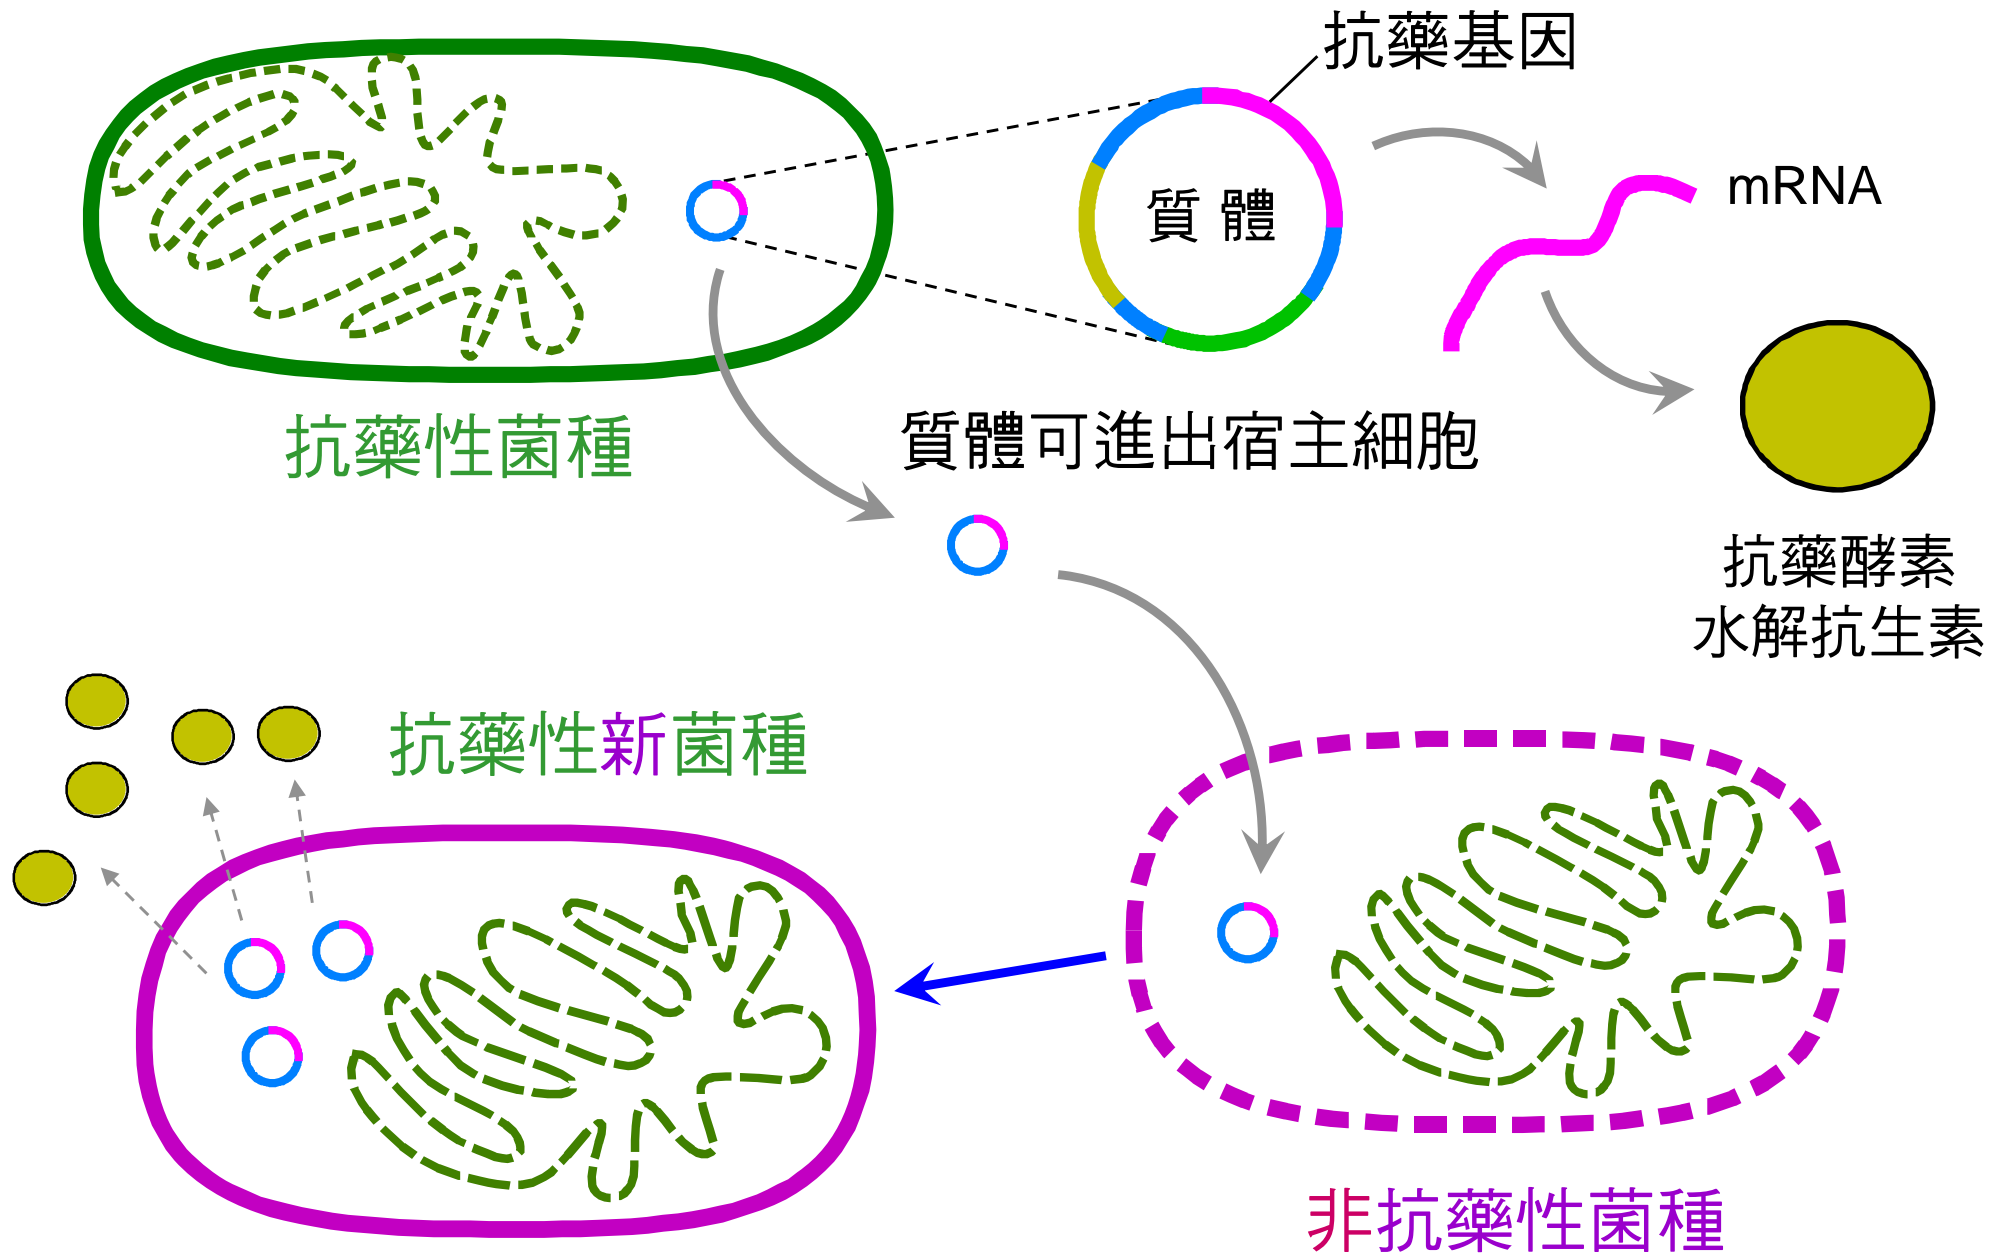 抗藥基因
質 體
mRNA
抗藥性菌種
質體可進出宿主細胞
抗藥酵素
水解抗生素
抗藥性新菌種
非抗藥性菌種